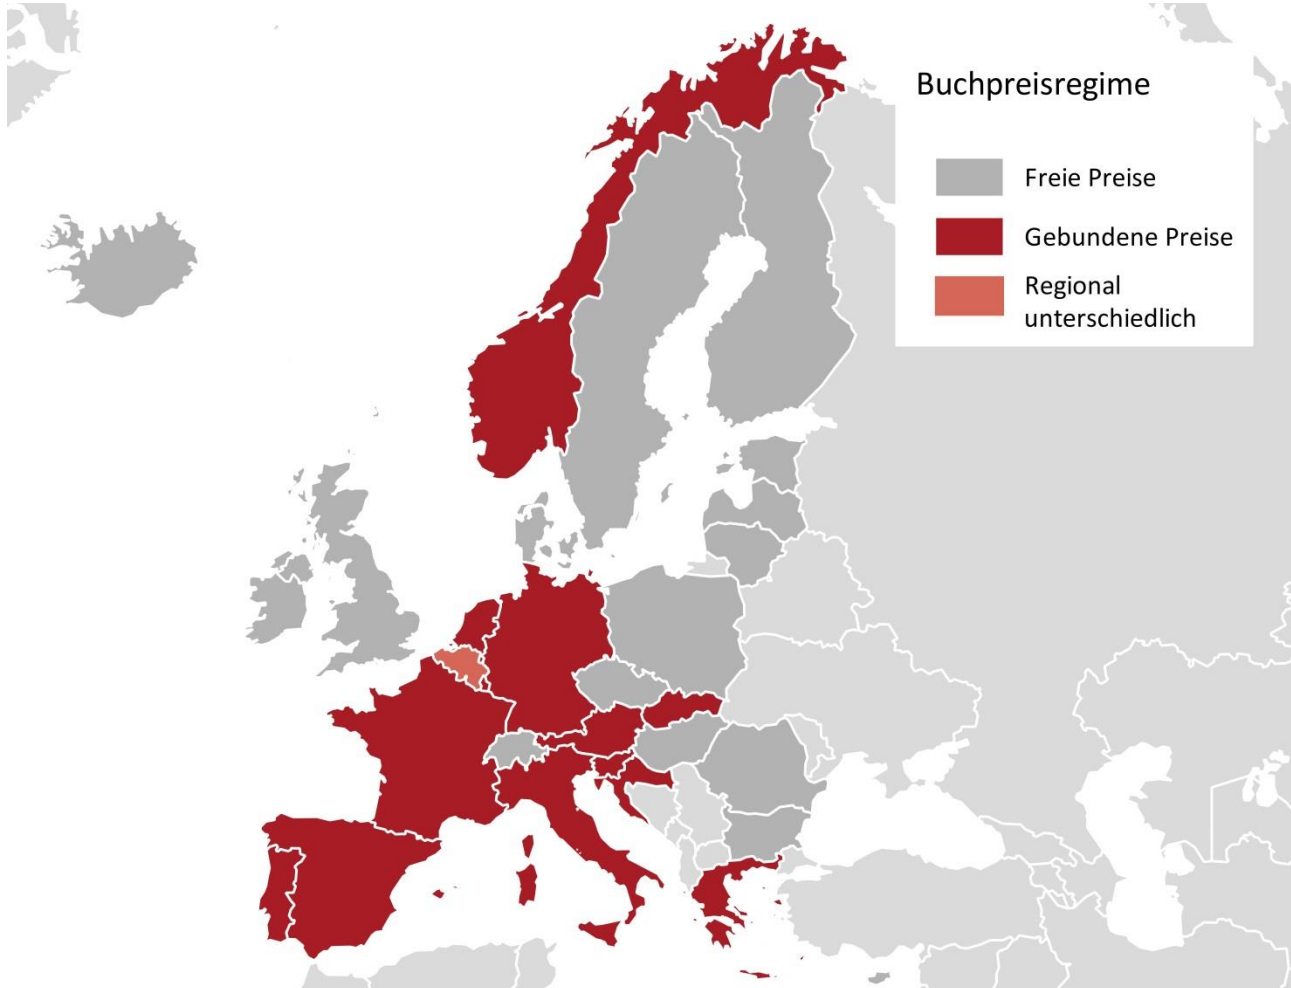 Buchpreisregime
Freie Preise
Gebundene Preise
Regional
unterschiedlich